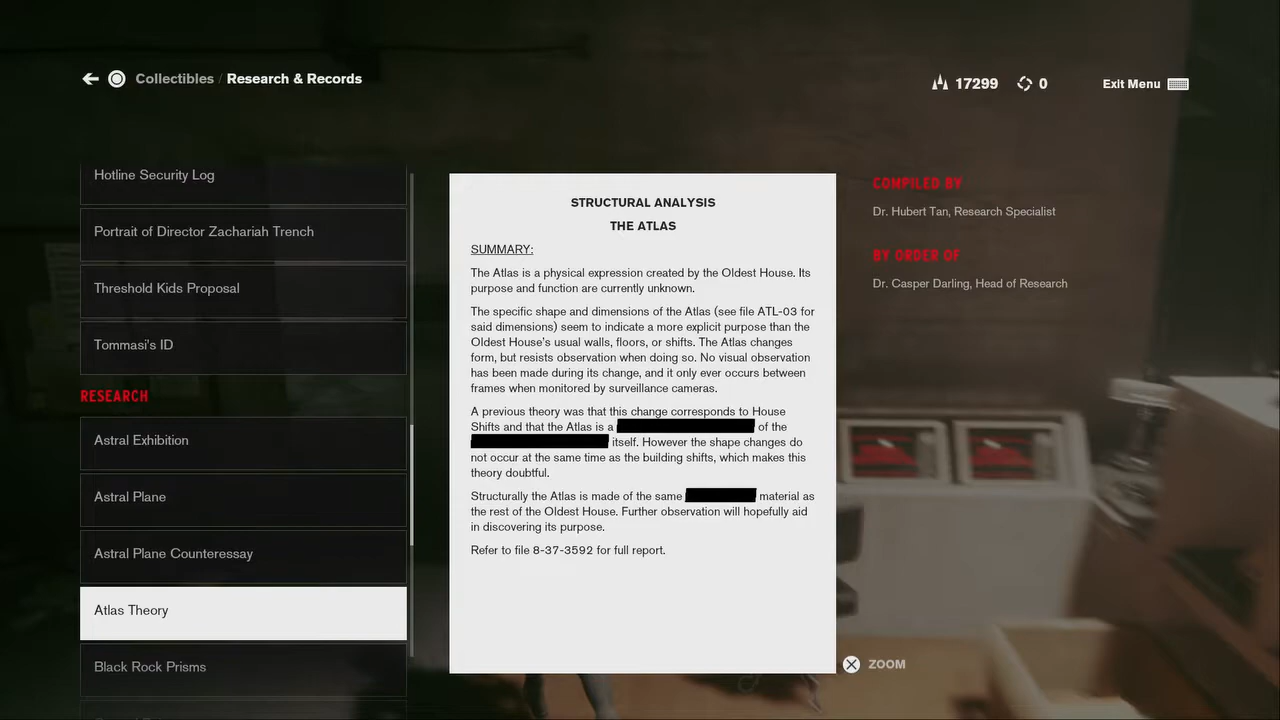 Collectibles / Research & Records
17299
0
Exit Menu
Hotline Security Log
Portrait of Director Zachariah Trench
Threshold Kids Proposal
Tommasi's ID
RESEARCH
Astral Exhibition
Astral Plane
Astral Plane Counteressay
Atlas Theory
Black Rock Prisms
STRUCTURAL ANALYSIS
THE ATLAS
SUMMARY:
The Atlas is a physical expression created by the Oldest House. Its
purpose and function are currently unknown.
The specific shape and dimensions of the Atlas (see file ATL-03 for
said dimensions) seem to indicate a more explicit purpose than the
Oldest House's usual walls, floors, or shifts. The Atlas changes
form, but resists observation when doing so. No visual observation
has been made during its change, and it only ever occurs between
frames when monitored by surveillance cameras.
A previous theory was that this change corresponds to House
Shifts and that the Atlas is a of the
itself. However the shape changes do
not occur at the same time as the building shifts, which makes this
theory doubtful.
Structurally the Atlas is made of the same material as
the rest of the Oldest House. Further observation will hopefully aid
in discovering its purpose.
Refer to file 8-37-3592 for full report.
COMPILED BY
Dr. Hubert Tan, Research Specialist
BY ORDER OF
Dr. Casper Darling, Head of Research
ZOOM